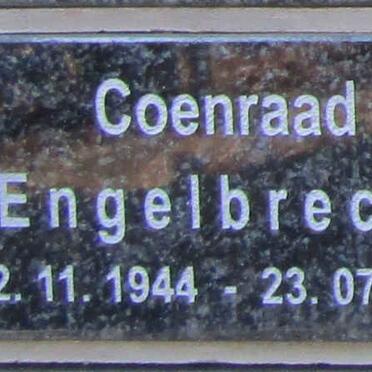 Coenraad
Engelbrec
2. 11. 1944 - 23. 07